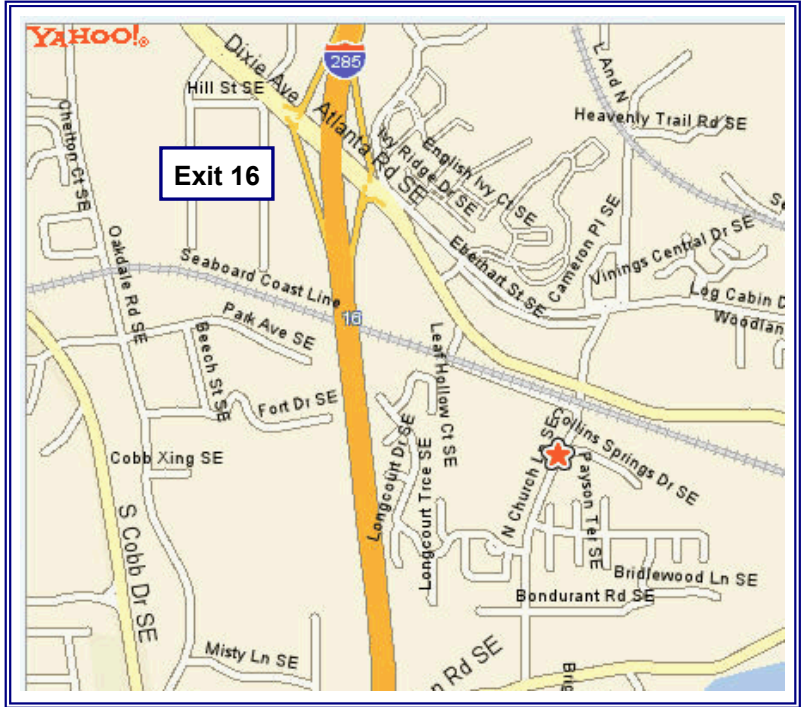 YAHOO!®
Dixie Ave
285
L And N
Hill St SE
Atlanta Rd SE
Heavenly Trail Rd SE
Chelton Ct SE
Ivy Ridge Dr SE
English Ivy Ct SE
Exit 16
Oakdale Rd SE
Seaboard Coast Line
Eberhart St SE
Cameron Pl SE
Vinings Central Dr SE
Log Cabin D
Woodlan
16
Park Ave SE
Beech St SE
Leaf Hollow Ct SE
Fort Dr SE
Collins Springs Dr SE
Cobb Xing SE
Longcourt Dr SE
Longcourt Trce SE
N Church L SE
Payson Ter SE
S Cobb Dr SE
Bridlewood Ln SE
Bondurant Rd SE
Misty Ln SE
n Rd SE
Brig